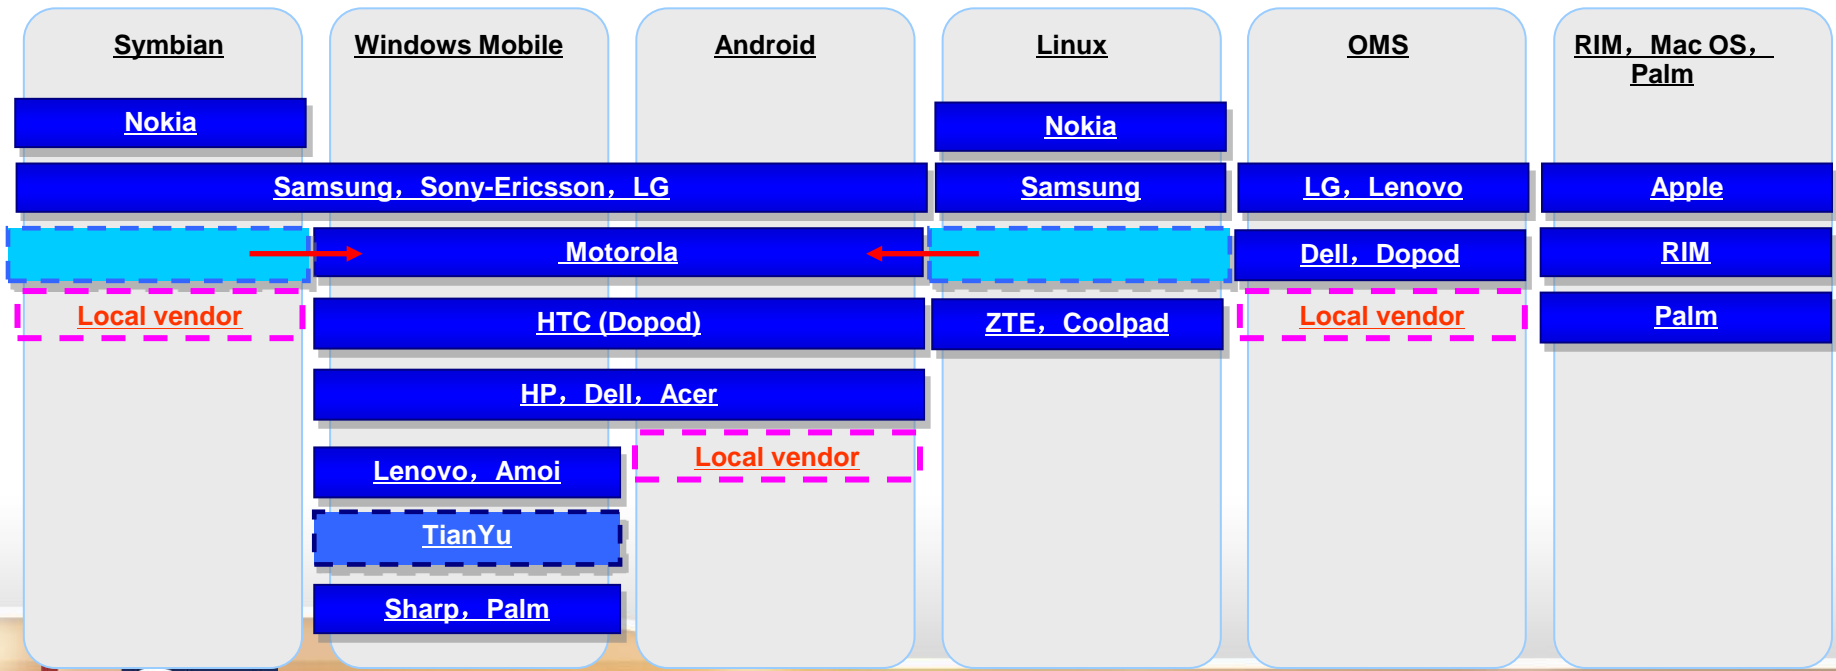 Symbian
Windows Mobile
Android
Linux
OMS
RIM，Mac OS，
Palm
Nokia
Nokia
Samsung，Sony-Ericsson，LG
Samsung
LG，Lenovo
Apple
Motorola
Dell，Dopod
RIM
Local vendor
HTC (Dopod)
ZTE，Coolpad
Local vendor
Palm
HP，Dell，Acer
Lenovo，Amoi
Local vendor
TianYu
Sharp，Palm